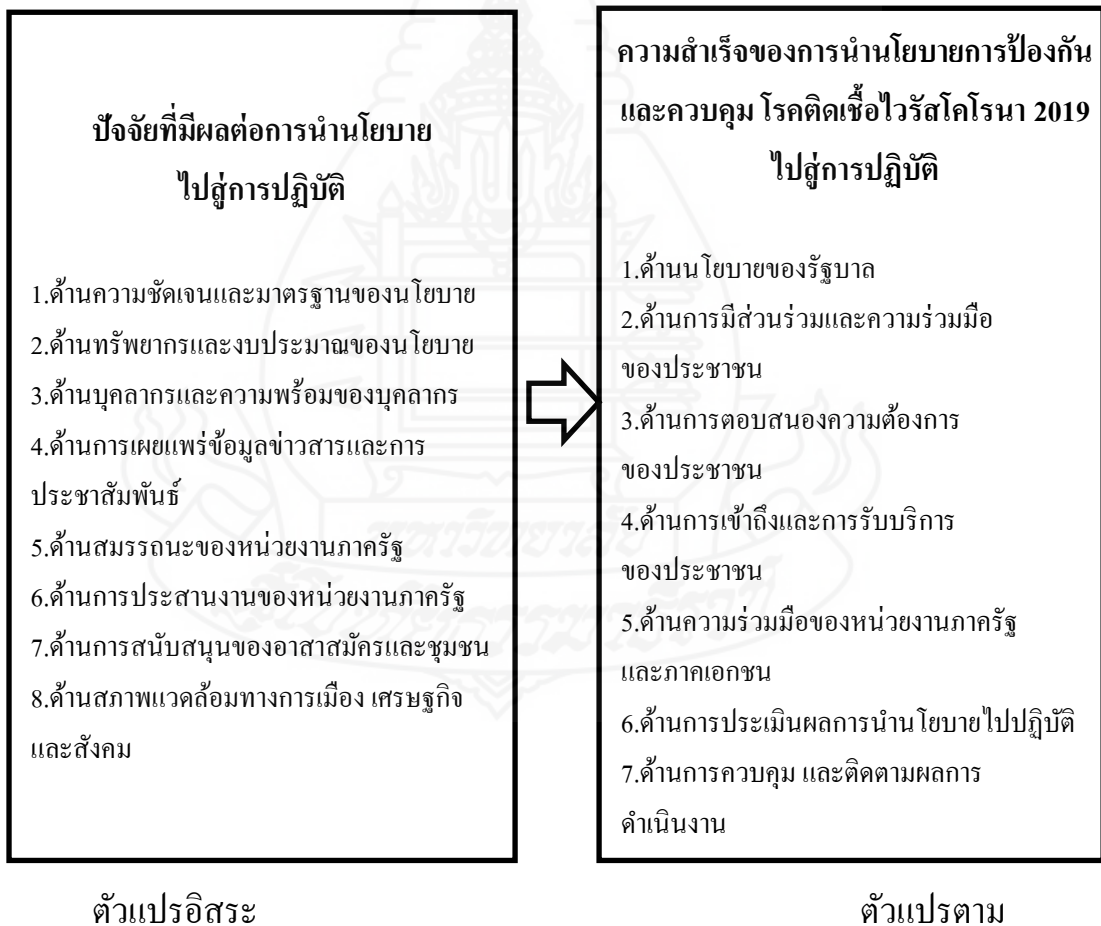 ปัจจัยที่มีผลต่อการนำนโยบาย
ไปสู่การปฏิบัติ
1.ด้านความชัดเจนและมาตรฐานของนโยบาย
2.ด้านทรัพยากรและงบประมาณของนโยบาย
3.ด้านบุคลากรและความพร้อมของบุคลากร
4.ด้านการเผยแพร่ข้อมูลข่าวสารและการ
ประชาสัมพันธ์
5.ด้านสมรรถนะของหน่วยงานภาครัฐ
6.ด้านการประสานงานของหน่วยงานภาครัฐ
7.ด้านการสนับสนุนของอาสาสมัครและชุมชน
8.ด้านสภาพแวดล้อมทางการเมือง เศรษฐกิจ
และสังคม
ตัวแปรอิสระ
ความสำเร็จของการนำนโยบายการป้องกัน
และควบคุม โรคติดเชื้อไวรัสโคโรนา 2019
ไปสู่การปฏิบัติ
1.ด้านนโยบายของรัฐบาล
2.ด้านการมีส่วนร่วมและความร่วมมือ
ของประชาชน
3.ด้านการตอบสนองความต้องการ
ของประชาชน
4.ด้านการเข้าถึงและการรับบริการ
ของประชาชน
5.ด้านความร่วมมือของหน่วยงานภาครัฐ
และภาคเอกชน
6.ด้านการประเมินผลการนำนโยบายไปปฏิบัติ
7.ด้านการควบคุม และติดตามผลการ
ดำเนินงาน
ตัวแปรตาม
มหาวิทยาลัย
สุโขทัยธรรมาธิราช